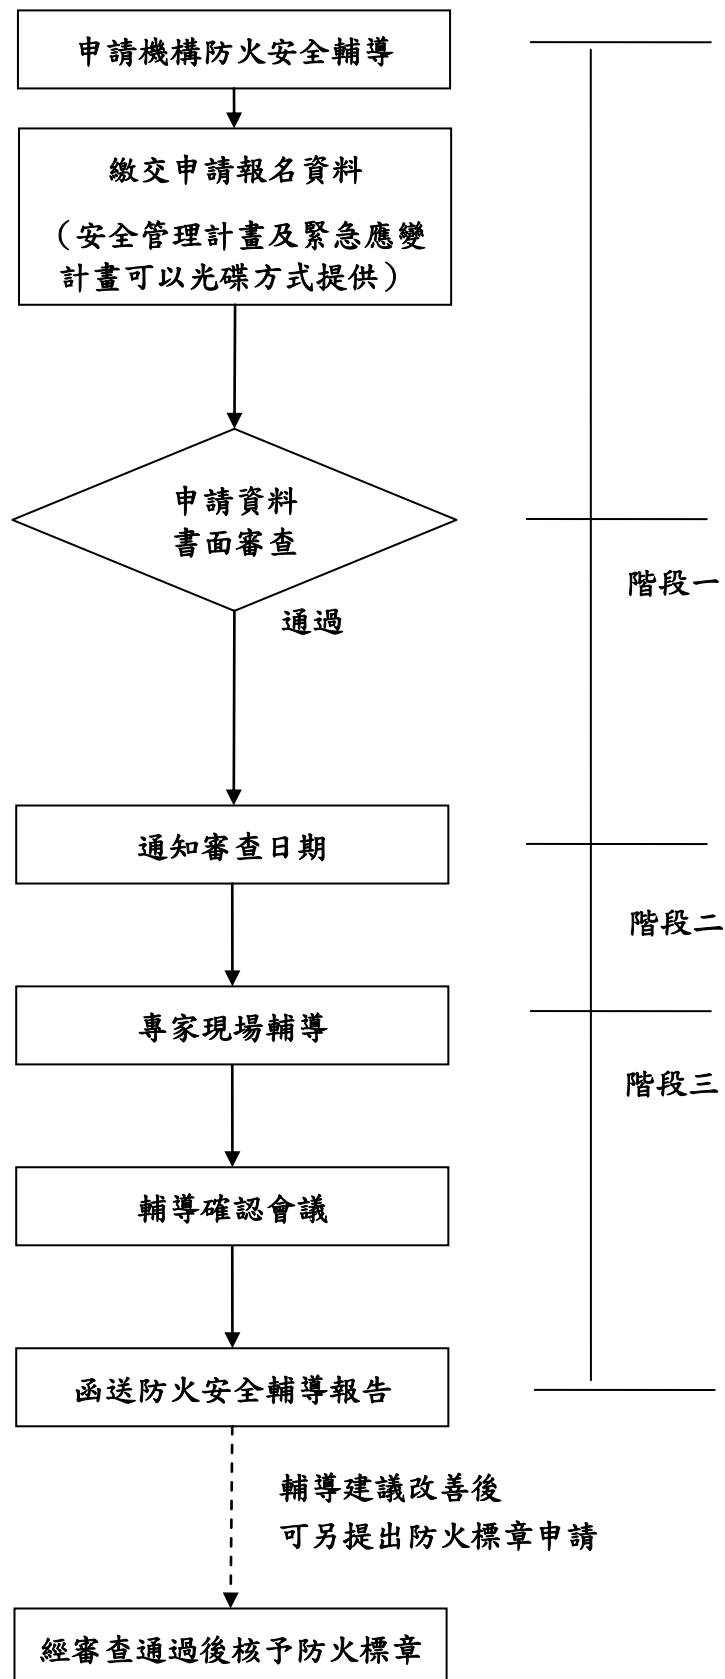 申請機構防火安全輔導
繳交申請報名資料
（安全管理計畫及緊急應變
計畫可以光碟方式提供）
申請資料
書面審查
階段一
通過
通知審查日期
階段二
專家現場輔導
階段三
輔導確認會議
函送防火安全輔導報告
輔導建議改善後
可另提出防火標章申請
經審查通過後核予防火標章